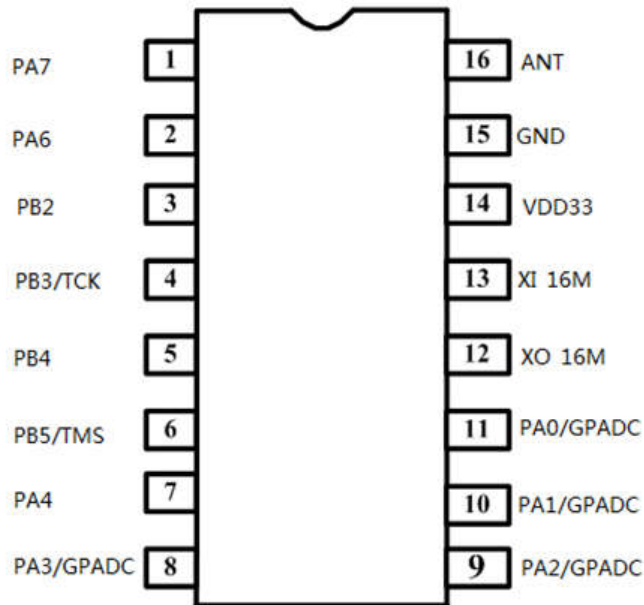 PA7 1 16 ANT
PA6 2 15 GND
PB2 3 14 VDD33
PB3/TCK 4 13 XI 16M
PB4 5 12 XO 16M
PB5/TMS 6 11 PA0/GPADC
PA4 7 10 PA1/GPADC
PA3/GPADC 8 9 PA2/GPADC